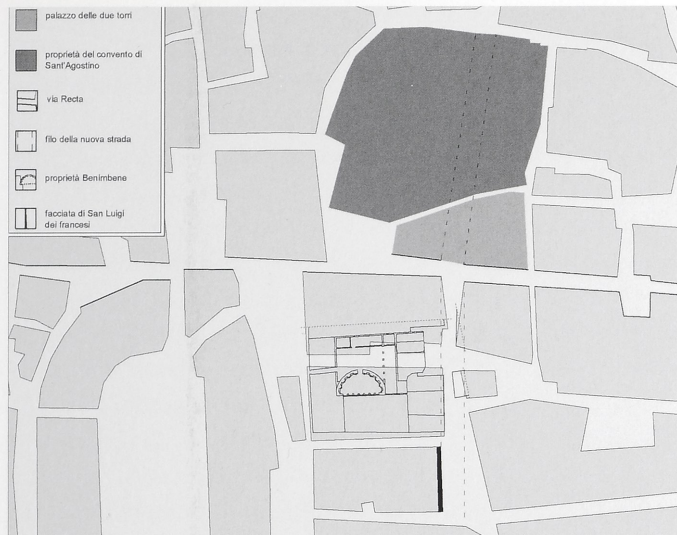 palazzo delle due torri
proprietà del convento di
Sant'Agostino
via Recta
filo della nuova strada
proprietà Benimbene
facciata di San Luigi
dei francesi